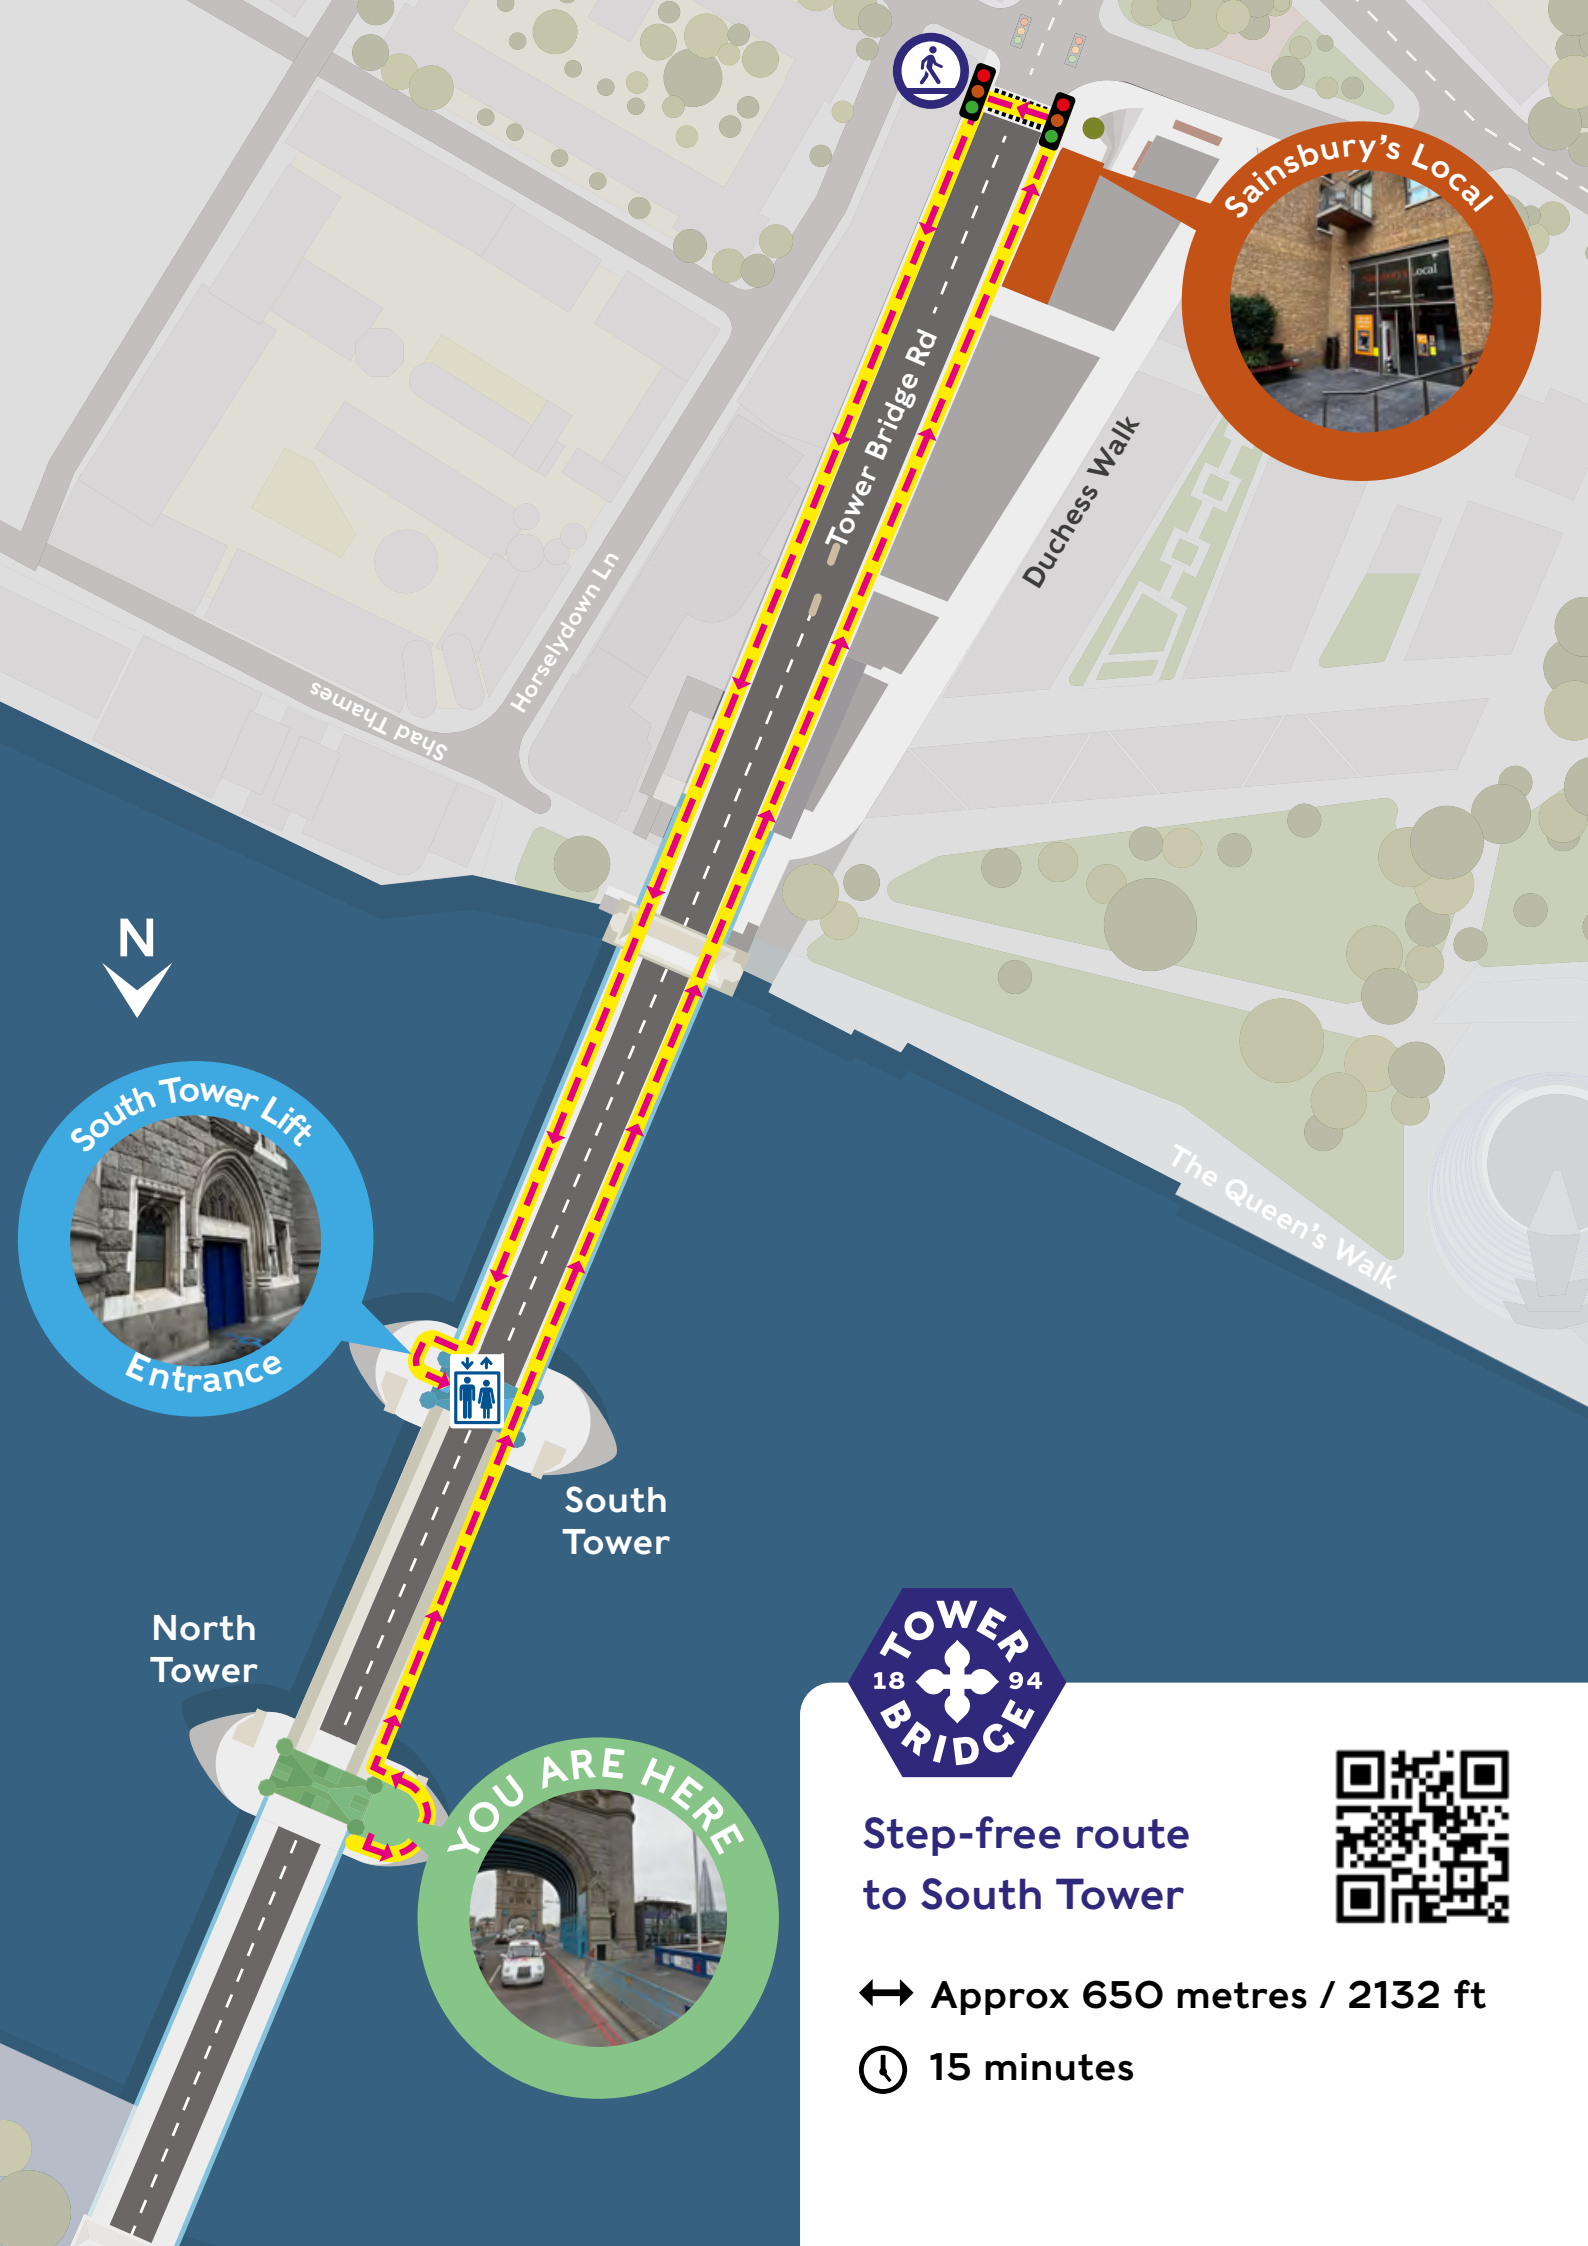 Sainsbury's Local
Sainsbury's Local
Tower Bridge Rd
Duchess Walk
Horselydown Ln
Shad Thames
N
South Tower Lift
Entrance
The Queen's Walk
South
Tower
North
Tower
YOU ARE HERE
TOWER
18 94
BRIDGE
Step-free route
to South Tower
Approx 650 metres / 2132 ft
15 minutes